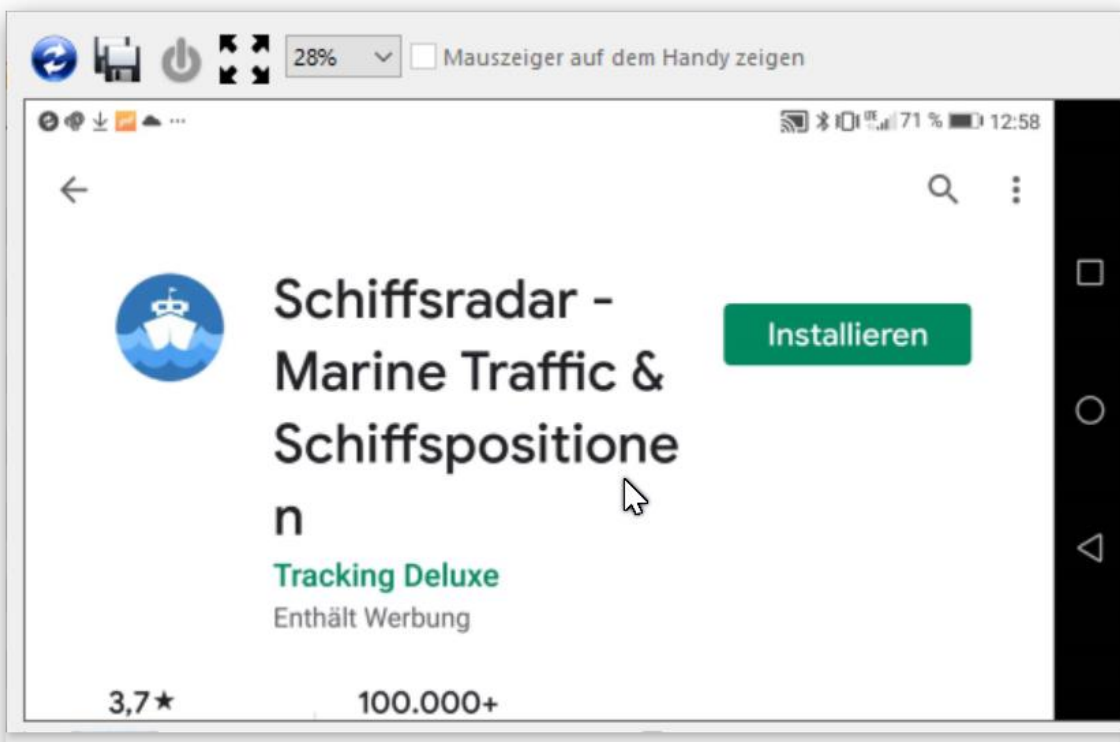 28% Mauszeiger auf dem Handy zeigen
71 % 12:58
Schiffsradar -
Marine Traffic &
Schiffspositione
n
Installieren
Tracking Deluxe
Enthält Werbung
3,7★ 100.000+